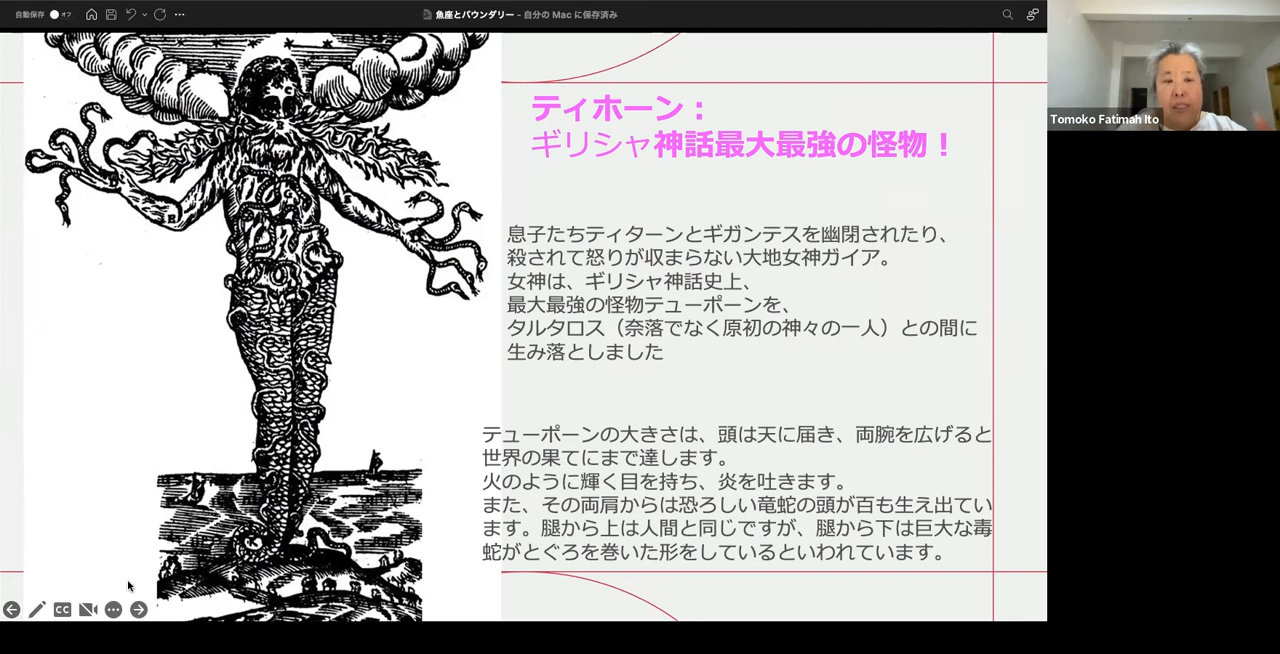 自動保存 オフ
魚座とバウンダリー - 自分の Mac に保存済み
Tomoko Fatimah Ito
ティホーン：
ギリシャ神話最大最強の怪物！
息子たちティターンとギガンテスを幽閉されたり、
殺されて怒りが収まらない大地女神ガイア。
女神は、ギリシャ神話史上、
最大最強の怪物テューポーンを、
タルタロス（奈落でなく原初の神々の一人）との間に
生み落としました
テューポーンの大きさは、頭は天に届き、両腕を広げると
世界の果てにまで達します。
火のように輝く目を持ち、炎を吐きます。
また、その両肩からは恐ろしい竜蛇の頭が百も生え出てい
ます。腿から上は人間と同じですが、腿から下は巨大な毒
蛇がとぐろを巻いた形をしているといわれています。
CC